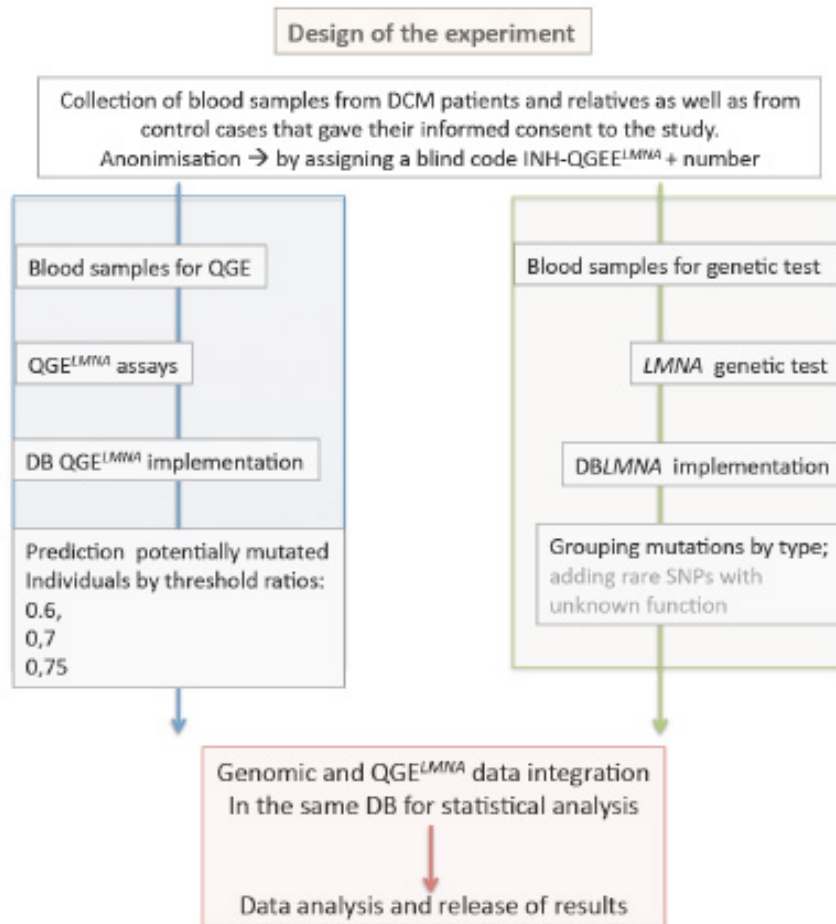 Design of the experiment
Collection of blood samples from DCM patients and relatives as well as from
control cases that gave their informed consent to the study.
Anonimisation → by assigning a blind code INH-QGEE^LMNA + number
Blood samples for QGE
QGE^LMNA assays
DB QGE^LMNA implementation
Prediction potentially mutated
Individuals by threshold ratios:
0.6,
0,7
0,75
Blood samples for genetic test
LMNA genetic test
DBLMNA implementation
Grouping mutations by type;
adding rare SNPs with
unknown function
Genomic and QGE^LMNA data integration
In the same DB for statistical analysis
Data analysis and release of results